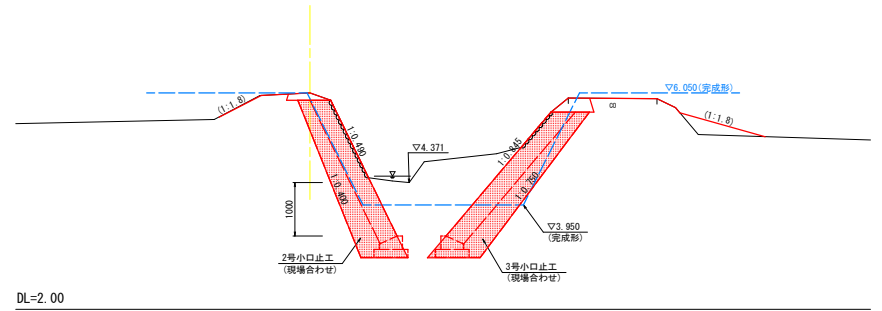 ▽6.050(完成形)
(1:1.8)
(1:1.8)
1:0.490
▽4.371
1:0.845
1:0.400
1:0.750
1000
▽3.950
(完成形)
2号小口止工
(現場合わせ)
3号小口止工
(現場合わせ)
DL=2.00